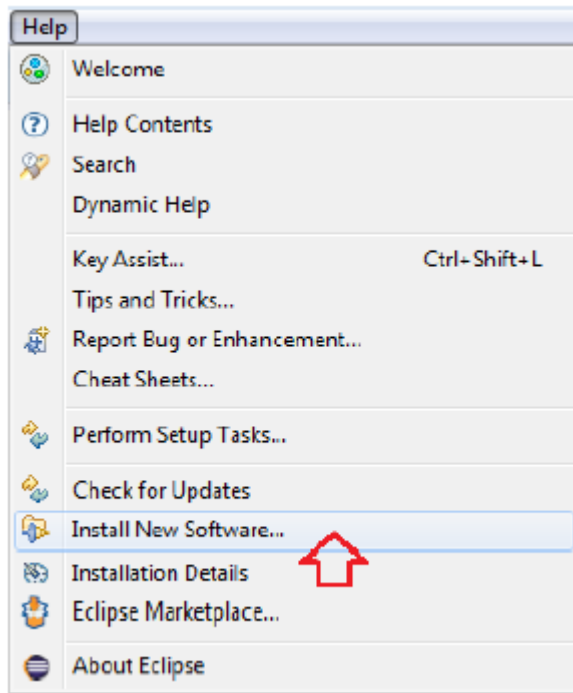 Help
Welcome
Help Contents
Search
Dynamic Help
Key Assist... Ctrl+Shift+L
Tips and Tricks...
Report Bug or Enhancement...
Cheat Sheets...
Perform Setup Tasks...
Check for Updates
Install New Software...
Installation Details
Eclipse Marketplace...
About Eclipse